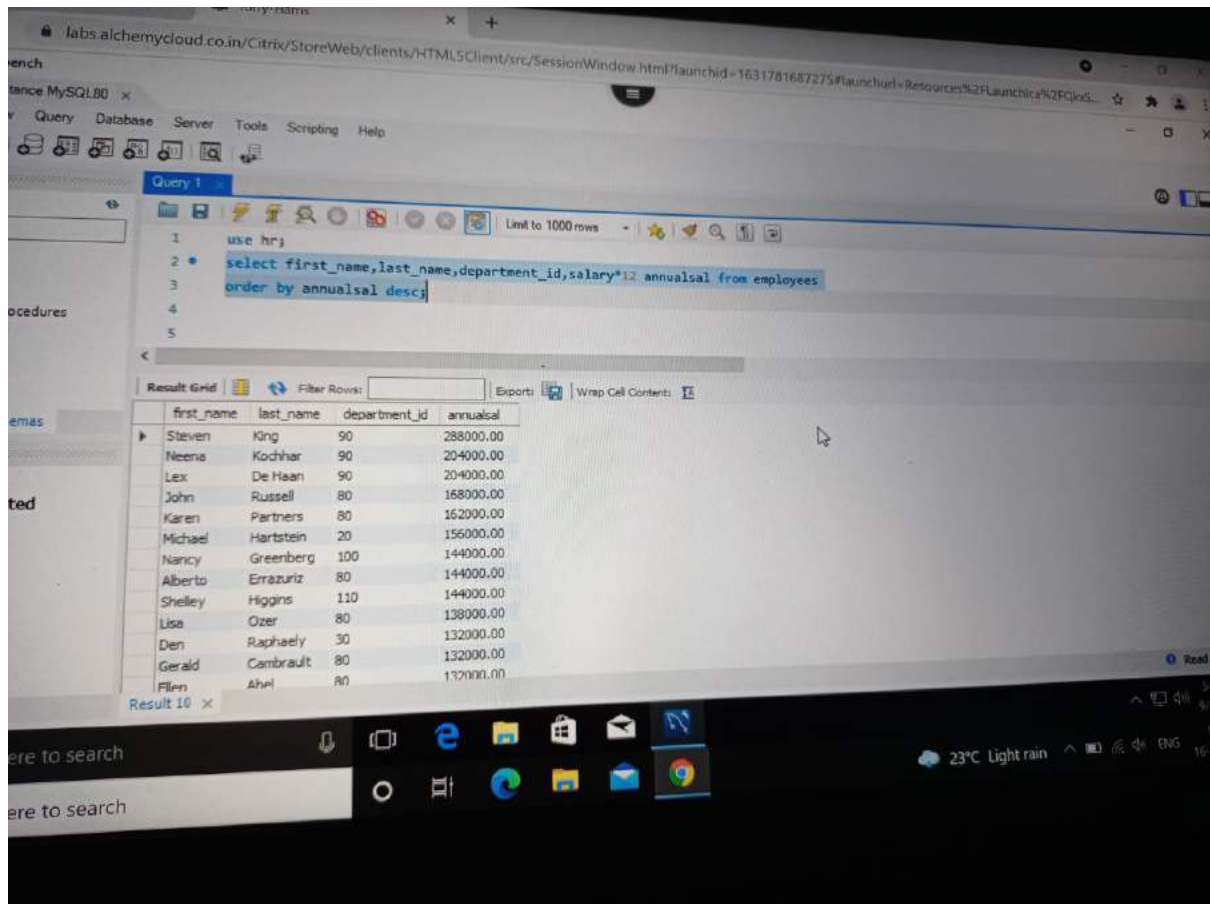 labs.alchemycloud.co.in/Citrix/StoreWeb/clients/HTML5Client/src/SessionWindow.html?launchid=1631781687275#launchurl=Resources%2FLaunchIca%2F
ench
tance MySQL80
Query Database Server Tools Scripting Help
Query 1
Limit to 1000 rows
1 use hr;
2 select first_name,last_name,department_id,salary*12 annualsal from employees
3 order by annualsal desc;
4
5
ocedures
emas
ted
Result Grid Filter Rows: Export: Wrap Cell Content:
first_name last_name department_id annualsal
Steven King 90 288000.00
Neena Kochhar 90 204000.00
Lex De Haan 90 204000.00
John Russell 80 168000.00
Karen Partners 80 162000.00
Michael Hartstein 20 156000.00
Nancy Greenberg 100 144000.00
Alberto Errazuriz 80 144000.00
Shelley Higgins 110 144000.00
Lisa Ozer 80 138000.00
Den Raphaely 30 132000.00
Gerald Cambrault 80 132000.00
Ellen Abel 80 132000.00
Result 10
Read
ere to search
23°C Light rain ENG
ere to search